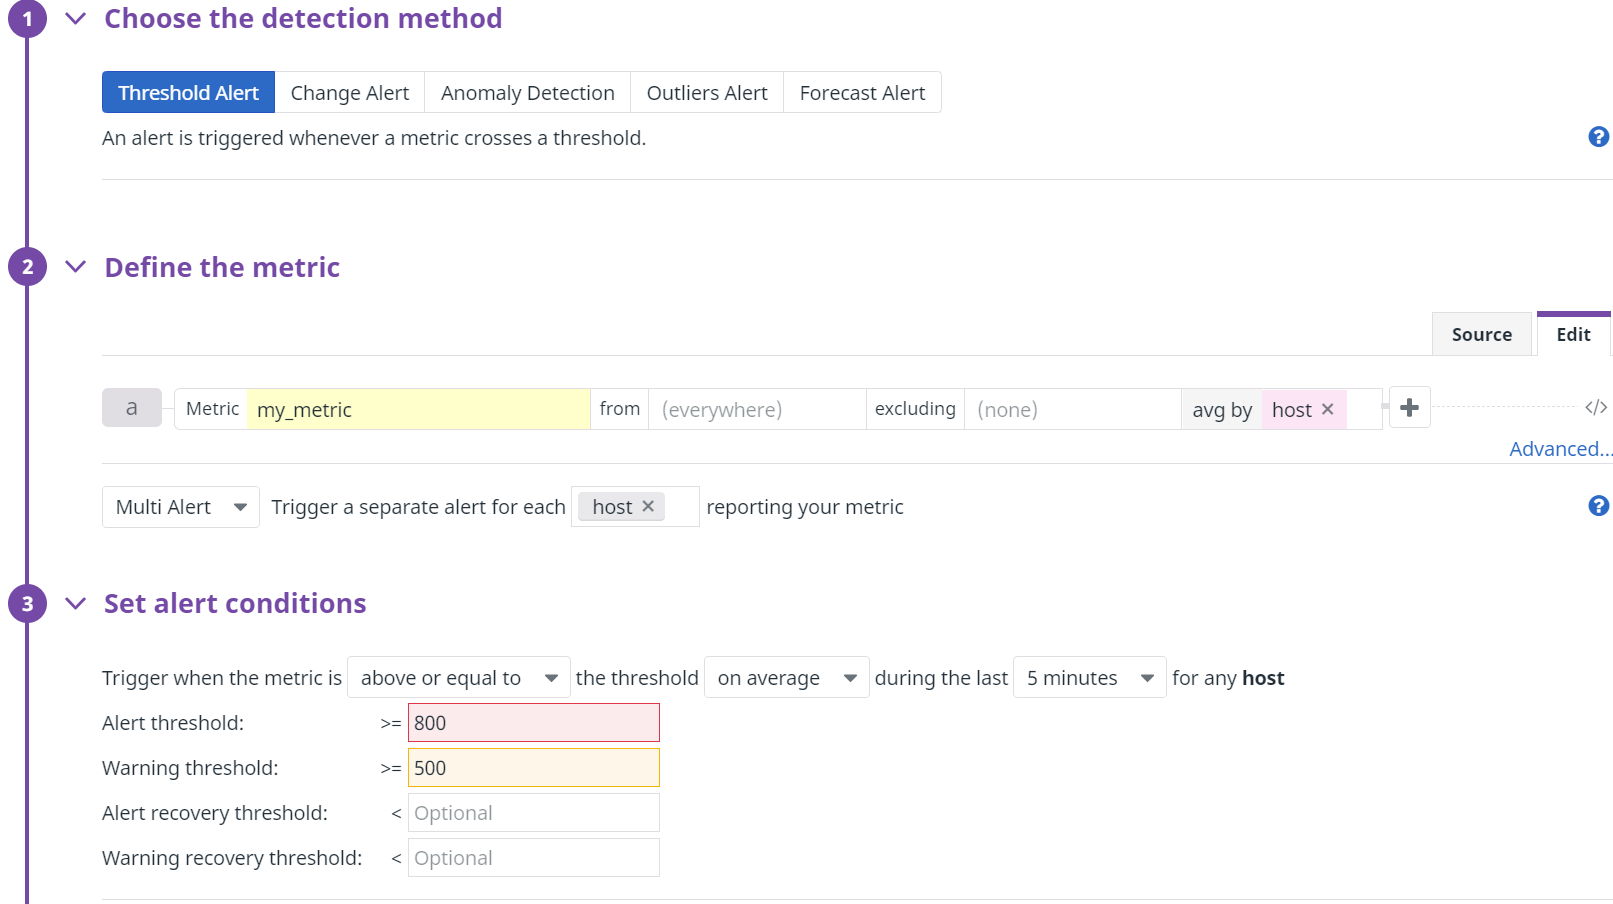 1 Choose the detection method
Threshold Alert Change Alert Anomaly Detection Outliers Alert Forecast Alert
An alert is triggered whenever a metric crosses a threshold. ?
2 Define the metric
Source Edit
a Metric my_metric from (everywhere) excluding (none) avg by host × + </>
Advanced...
Multi Alert Trigger a separate alert for each host × reporting your metric ?
3 Set alert conditions
Trigger when the metric is above or equal to the threshold on average during the last 5 minutes for any host
Alert threshold: >= 800
Warning threshold: >= 500
Alert recovery threshold: < Optional
Warning recovery threshold: < Optional